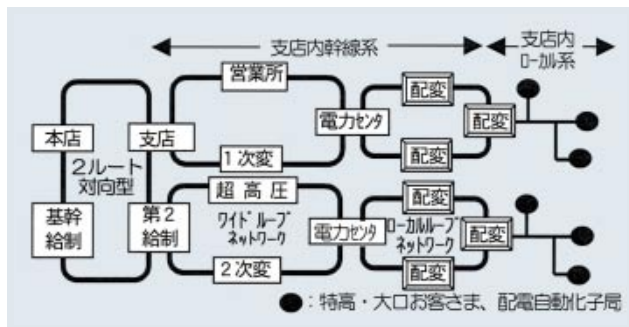 支店内幹線系
支店内
ローカル系
営業所
本店
支店
電力センタ
配変
配変
配変
2ルート
対向型
1次変
基幹
給制
第2
給制
超高圧
ワイドループ
ネットワーク
2次変
電力センタ
配変
ローカルループ
ネットワーク
配変
配変
●:特高・大口お客さま、配電自動化子局